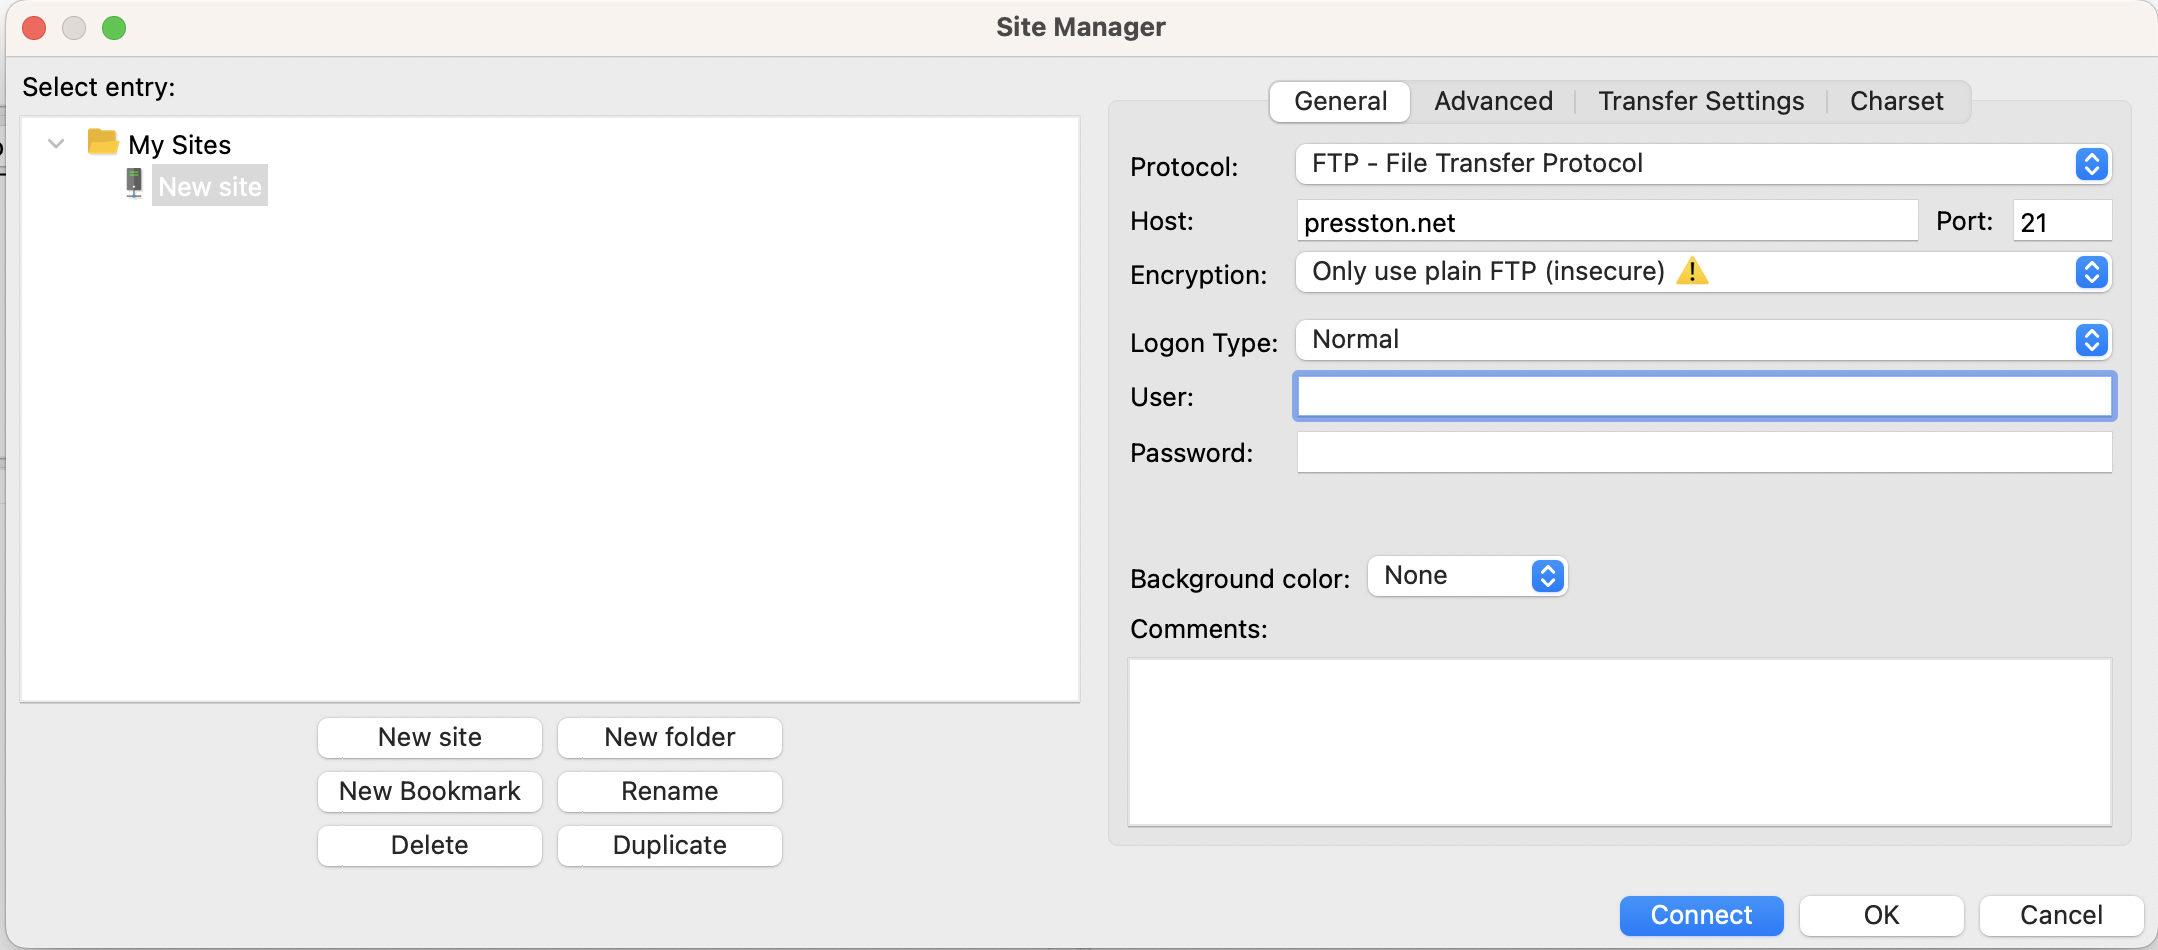 Site Manager
Select entry:
My Sites
New site
New site
New folder
New Bookmark
Rename
Delete
Duplicate
General
Advanced
Transfer Settings
Charset
Protocol:
FTP - File Transfer Protocol
Host:
presston.net
Port:
21
Encryption:
Only use plain FTP (insecure) ⚠️
Logon Type:
Normal
User:
Password:
Background color:
None
Comments:
Connect
OK
Cancel